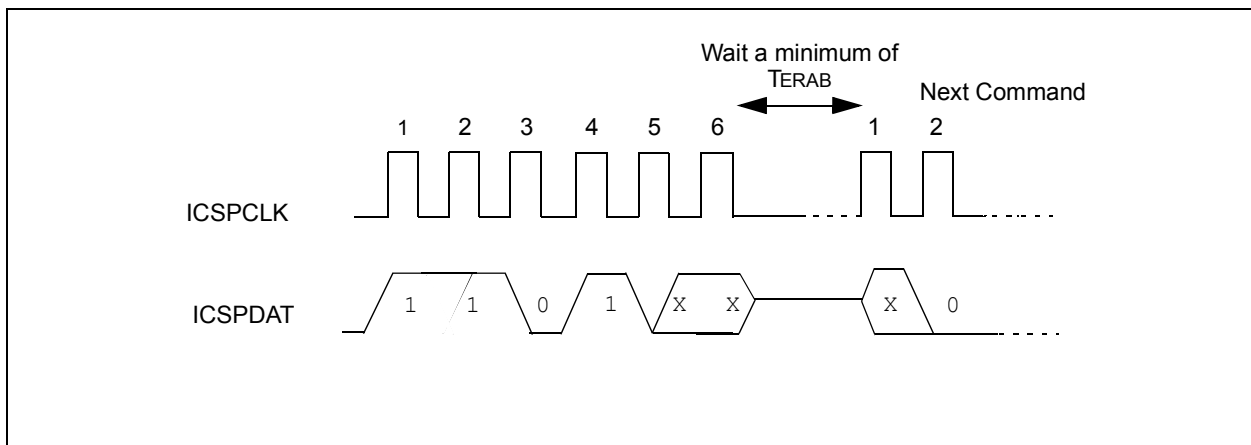 Wait a minimum of
TERAB
Next Command
1 2 3 4 5 6 1 2
ICSPCLK
ICSPDAT
1 1 0 1 X X X 0